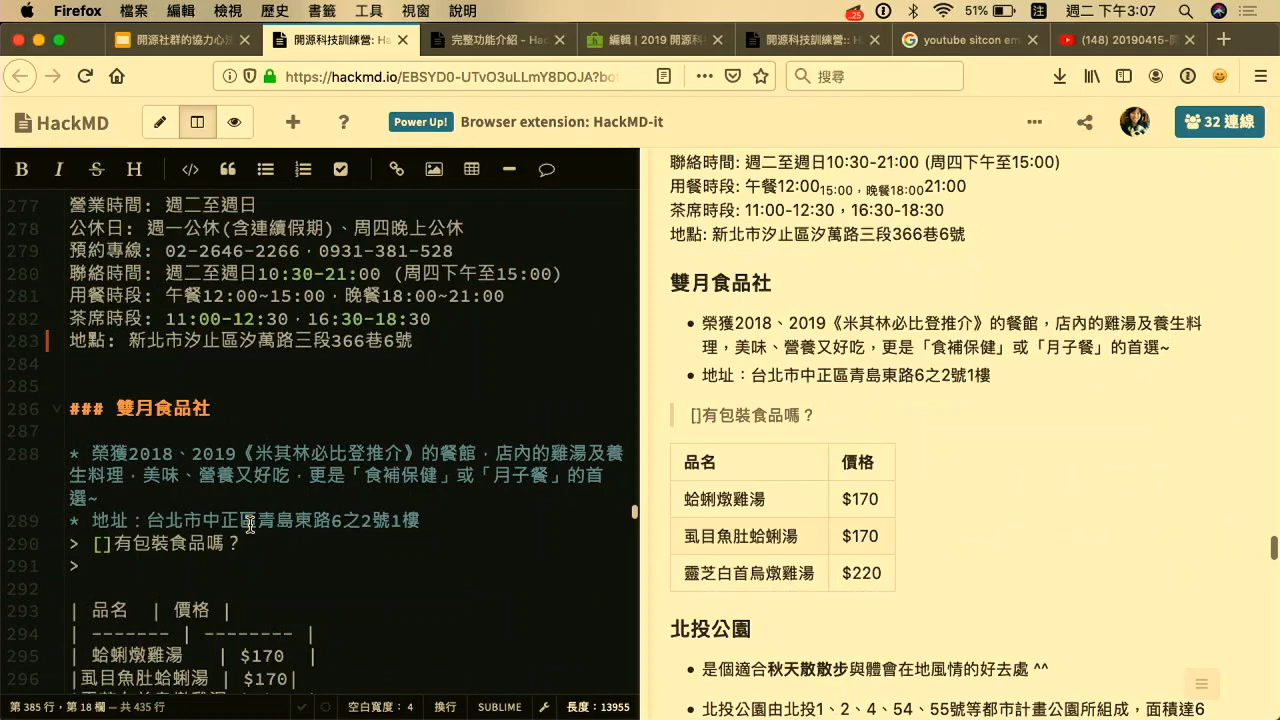 Firefox 檔案 編輯 檢視 歷史 書籤 工具 視窗 說明 .25 51% 注 週二 下午3:07
開源社群的協力心法 開源科技訓練營: Ha 完整功能介紹 - Hac 編輯 | 2019 開源科 開源科技訓練營:: H youtube sitcon em (148) 20190415-開
https://hackmd.io/EBSYD0-UTvO3uLLmY8DOJA?bo 搜尋
HackMD Power Up! Browser extension: HackMD-it 32 連線
B I S H
277 營業時間: 週二至週日
278 公休日: 週一公休(含連續假期)、周四晚上公休
279 預約專線: 02-2646-2266，0931-381-528
280 聯絡時間: 週二至週日10:30-21:00 (周四下午至15:00)
281 用餐時段: 午餐12:00~15:00，晚餐18:00~21:00
282 茶席時段: 11:00-12:30，16:30-18:30
283 地點: 新北市汐止區汐萬路三段366巷6號
284
285
286 ### 雙月食品社
287
288 * 榮獲2018、2019《米其林必比登推介》的餐館，店內的雞湯及養
生料理，美味、營養又好吃，更是「食補保健」或「月子餐」的首
選~
289 * 地址：台北市中正區青島東路6之2號1樓
290 > []有包裝食品嗎？
291 >
292
293 | 品名 | 價格 |
294 | ------- | -------- |
295 | 蛤蜊燉雞湯 | $170 |
296 |虱目魚肚蛤蜊湯 | $170|
第 385 行，第 18 欄 — 共 435 行 空白寬度： 4 換行 SUBLIME 長度：13955
聯絡時間: 週二至週日10:30-21:00 (周四下午至15:00)
用餐時段: 午餐12:0015:00，晚餐18:0021:00
茶席時段: 11:00-12:30，16:30-18:30
地點: 新北市汐止區汐萬路三段366巷6號
雙月食品社
榮獲2018、2019《米其林必比登推介》的餐館，店內的雞湯及養生料
理，美味、營養又好吃，更是「食補保健」或「月子餐」的首選~
地址：台北市中正區青島東路6之2號1樓
[]有包裝食品嗎？
品名 價格
蛤蜊燉雞湯 $170
虱目魚肚蛤蜊湯 $170
靈芝白首烏燉雞湯 $220
北投公園
是個適合秋天散散步與體會在地風情的好去處 ^^
北投公園由北投1、2、4、54、55號等都市計畫公園所組成，面積達6